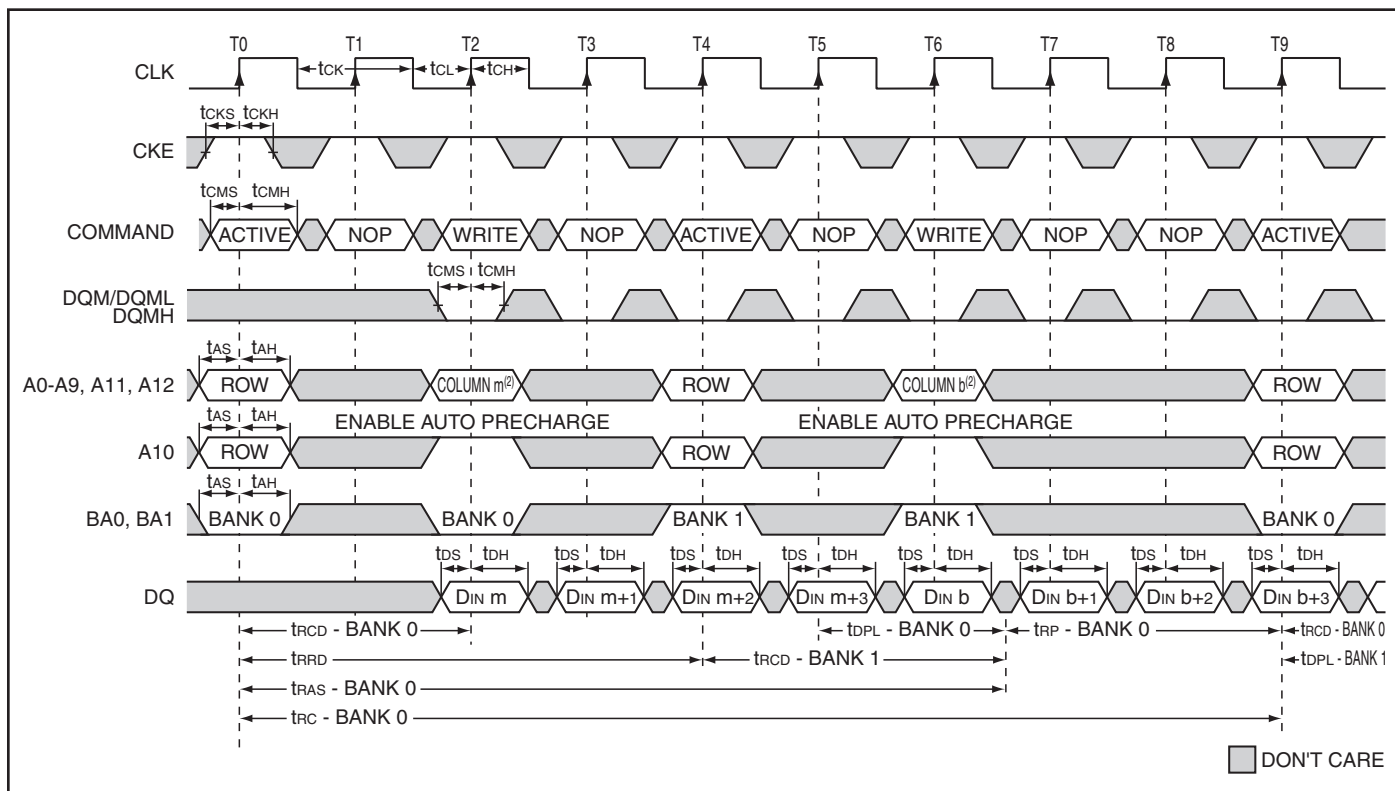 T0 T1 T2 T3 T4 T5 T6 T7 T8 T9
CLK tCK tCL tCH
tCKS tCKH
CKE
tCMS tCMH
COMMAND ACTIVE NOP WRITE NOP ACTIVE NOP WRITE NOP NOP ACTIVE
tCMS tCMH
DQM/DQML
DQMH
tAS tAH
A0-A9, A11, A12 ROW COLUMN m(2) ROW COLUMN b(2) ROW
tAS tAH ENABLE AUTO PRECHARGE ENABLE AUTO PRECHARGE
A10 ROW ROW ROW
tAS tAH
BA0, BA1 BANK 0 BANK 0 BANK 1 BANK 1 BANK 0
tDS tDH tDS tDH tDS tDH tDS tDH tDS tDH tDS tDH tDS tDH tDS tDH
DQ DIN m DIN m+1 DIN m+2 DIN m+3 DIN b DIN b+1 DIN b+2 DIN b+3
tRCD - BANK 0 tDPL - BANK 0 tRP - BANK 0 tRCD - BANK 0
tRRD tRCD - BANK 1 tDPL - BANK 1
tRAS - BANK 0
tRC - BANK 0
DON'T CARE